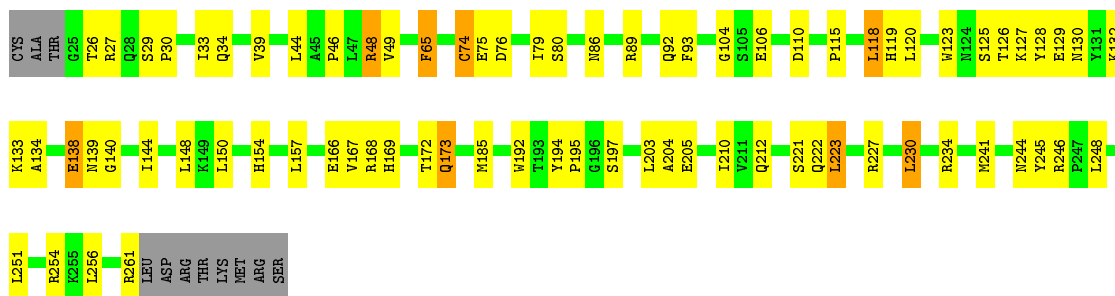 CYS ALA THR G25 T26 R27 Q28 S29 P30 I33 Q34 V39 L44 A45 P46 L47 R48 V49 F65 C74 E75 D76 I79 S80 N86 R89 Q92 F93 G104 S105 E106 D110 P115 L118 H119 L120 W123 N124 S125 T126 K127 Y128 E129 N130 Y131 K132
K133 A134 E138 N139 G140 I144 L148 K149 L150 H154 L157 E166 V167 R168 H169 T172 Q173 M185 W192 T193 Y194 P195 G196 S197 L203 A204 E205 I210 V211 Q212 S221 Q222 L223 R227 L230 R234 M241 N244 Y245 R246 P247 L248
L251 R254 K255 L256 R261 LEU ASP ARG THR LYS MET ARG SER